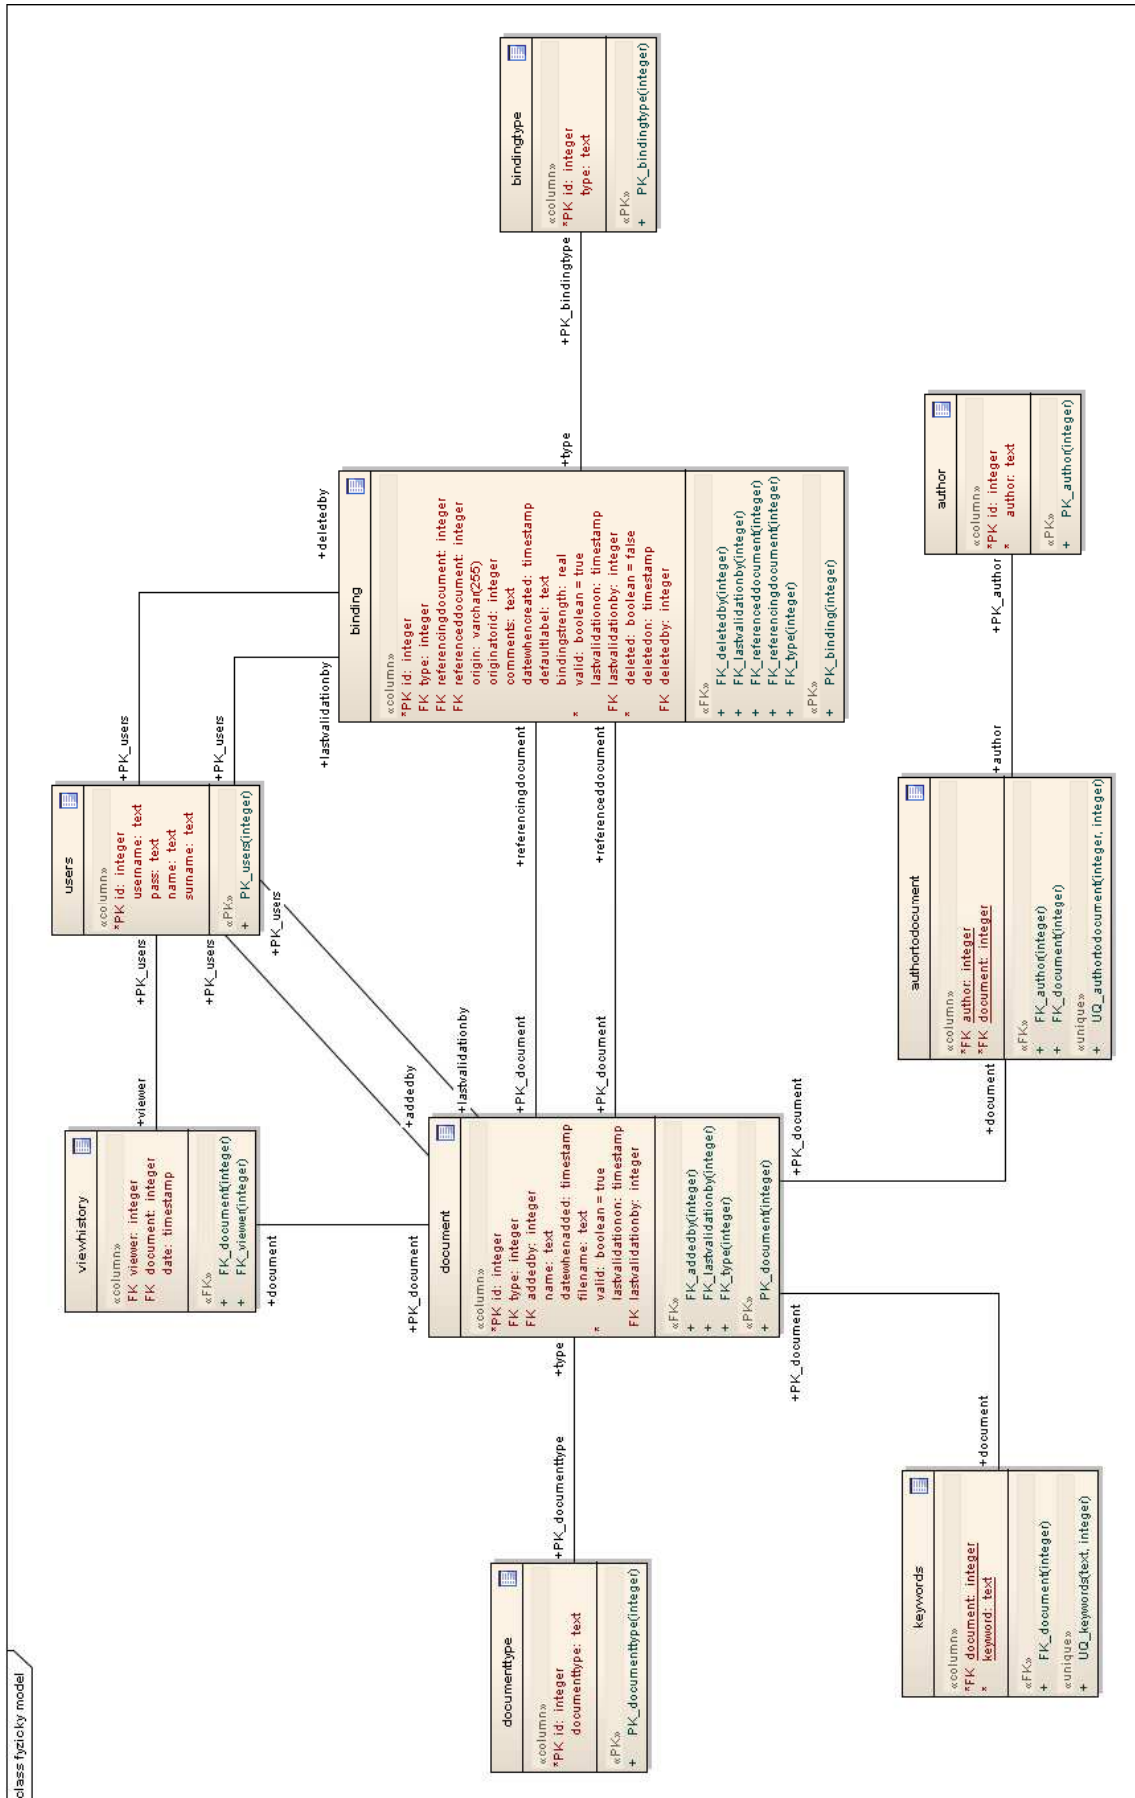 class fyzicky model
viewhistory
«column»
FK viewer: integer
FK document: integer
date: timestamp
«FK»
+ FK_document(integer)
+ FK_viewer(integer)
+viewer
+PK_users
+document
+PK_document
users
«column»
*PK id: integer
username: text
pass: text
name: text
surname: text
«PK»
+ PK_users(integer)
+PK_users
+deletedby
+PK_users
+lastvalidationby
+PK_users
+addedby
+PK_users
+lastvalidationby
documenttype
«column»
*PK id: integer
documenttype: text
«PK»
+ PK_documenttype(integer)
+PK_documenttype
+type
document
«column»
*PK id: integer
FK type: integer
FK addedby: integer
name: text
datewhenadded: timestamp
filename: text
* valid: boolean = true
lastvalidationon: timestamp
FK lastvalidationby: integer
«FK»
+ FK_addedby(integer)
+ FK_lastvalidationby(integer)
+ FK_type(integer)
«PK»
+ PK_document(integer)
+PK_document
+referencingdocument
+PK_document
+referenceddocument
binding
«column»
*PK id: integer
FK type: integer
FK referencingdocument: integer
FK referenceddocument: integer
origin: varchar(255)
originatorid: integer
comments: text
datewhencreated: timestamp
defaultlabel: text
bindingstrength: real
* valid: boolean = true
lastvalidationon: timestamp
FK lastvalidationby: integer
* deleted: boolean = false
deletedon: timestamp
FK deletedby: integer
«FK»
+ FK_deletedby(integer)
+ FK_lastvalidationby(integer)
+ FK_referenceddocument(integer)
+ FK_referencingdocument(integer)
+ FK_type(integer)
«PK»
+ PK_binding(integer)
+type
+PK_bindingtype
bindingtype
«column»
*PK id: integer
type: text
«PK»
+ PK_bindingtype(integer)
+PK_document
+document
+PK_document
+document
keywords
«column»
*FK document: integer
* keyword: text
«FK»
+ FK_document(integer)
«unique»
+ UQ_keywords(text, integer)
authortodocument
«column»
*FK author: integer
*FK document: integer
«FK»
+ FK_author(integer)
+ FK_document(integer)
«unique»
+ UQ_authortodocument(integer, integer)
+author
+PK_author
author
«column»
*PK id: integer
* author: text
«PK»
+ PK_author(integer)